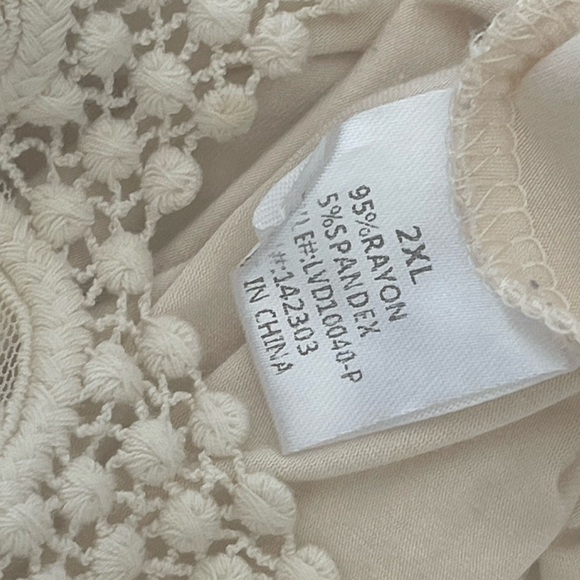 2XL
95%RAYON
5%SPANDEX
LE#:LVD10040-P
#:142303
IN CHINA